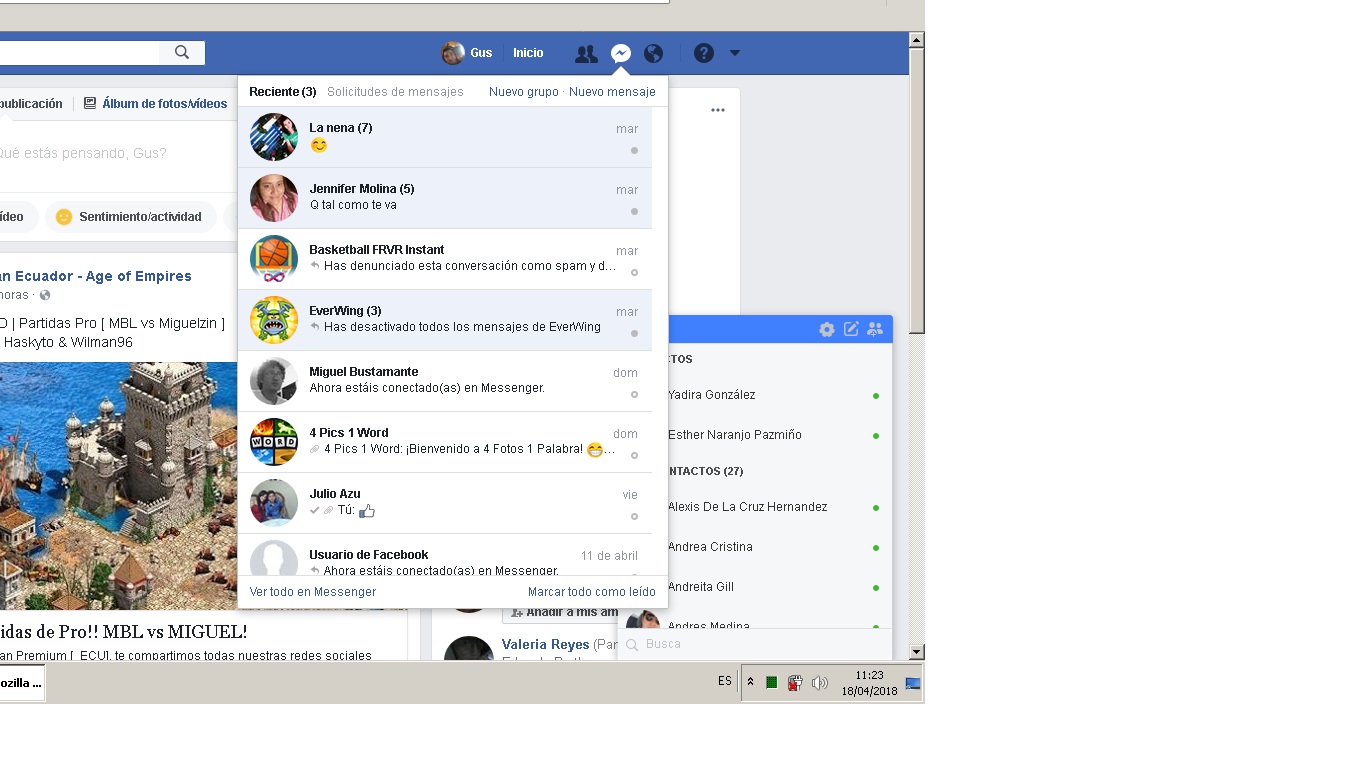 Gus
Inicio
Reciente (3)
Solicitudes de mensajes
Nuevo grupo · Nuevo mensaje
La nena (7)
mar
😊
Jennifer Molina (5)
mar
Q tal como te va
Basketball FRVR Instant
mar
Has denunciado esta conversación como spam y d...
EverWing (3)
mar
Has desactivado todos los mensajes de EverWing
Miguel Bustamante
dom
Ahora estáis conectado(as) en Messenger.
WORD
4 Pics 1 Word
dom
4 Pics 1 Word: ¡Bienvenido a 4 Fotos 1 Palabra! 😁...
Julio Azu
vie
Tú: 👍
Usuario de Facebook
11 de abril
Ahora estáis conectado(as) en Messenger.
Ver todo en Messenger
Marcar todo como leído
publicación
Álbum de fotos/vídeos
Qué estás pensando, Gus?
ídeo
Sentimiento/actividad
an Ecuador - Age of Empires
horas ·
D | Partidas Pro [ MBL vs Miguelzin ]
Haskyto & Wilman96
idas de Pro!! MBL vs MIGUEL!
an Premium [_ECU], te compartimos todas nuestras redes sociales
TOS
Yadira González
Esther Naranjo Pazmiño
NTACTOS (27)
Alexis De La Cruz Hernandez
Andrea Cristina
Andreita Gill
Andres Medina
Añadir a mis am
Valeria Reyes (Par
Busca
ozilla ...
ES
11:23
18/04/2018